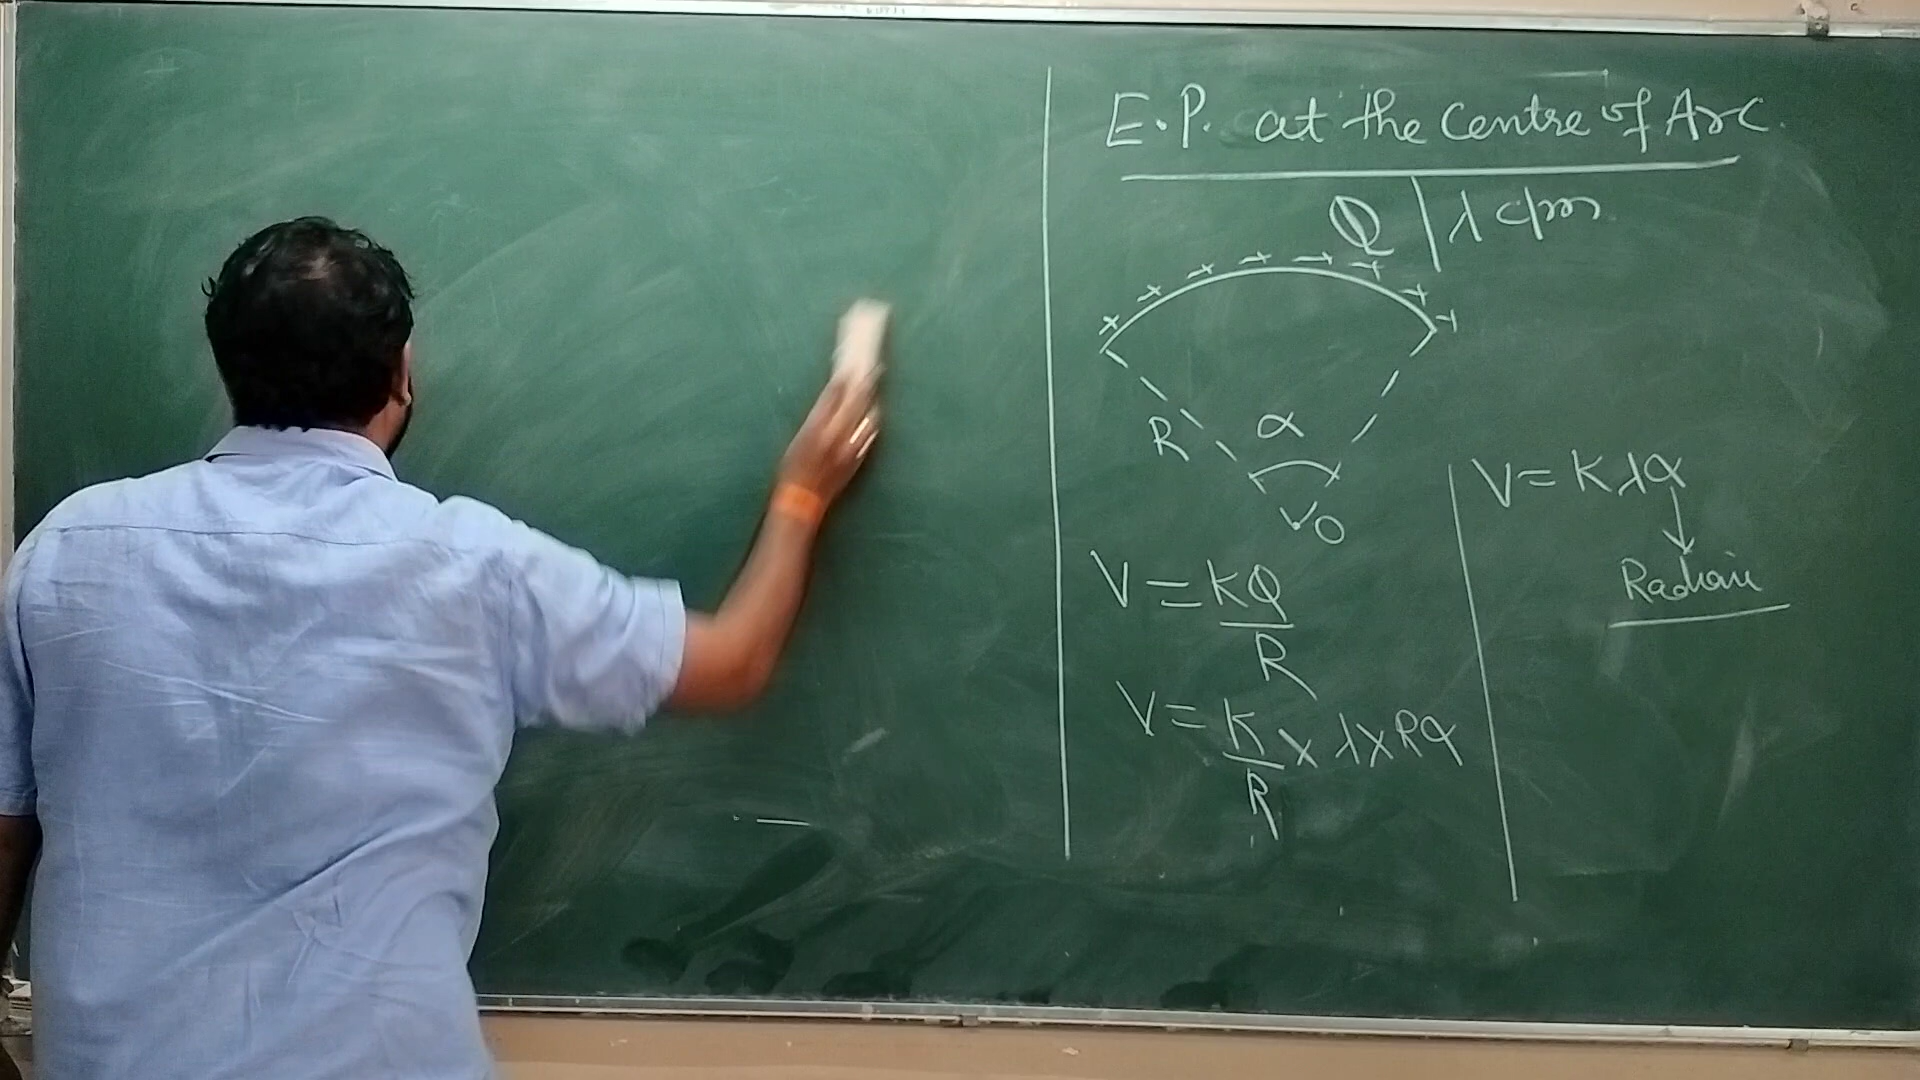 E.P. at the Centre of Arc.
Q | λ c/m
+ + + + + + + +
R
α
O
V = KQ/R
V = K/R × λ × Rα
V = Kλα
↓
Radian